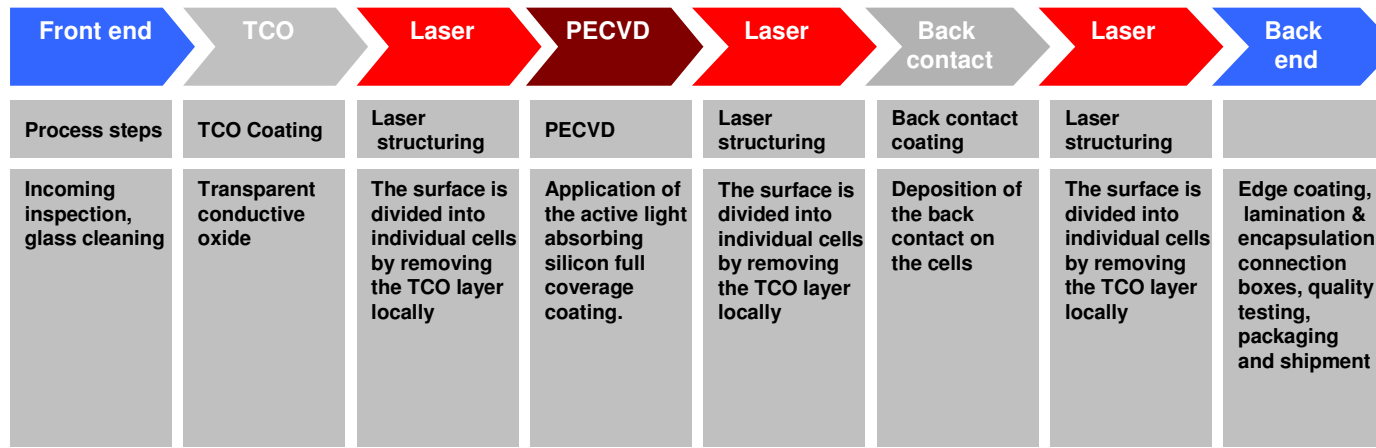 Front end
TCO
Laser
PECVD
Laser
Back
contact
Laser
Back
end
Process steps
TCO Coating
Laser
structuring
PECVD
Laser
structuring
Back contact
coating
Laser
structuring
Incoming
inspection,
glass cleaning
Transparent
conductive
oxide
The surface is
divided into
individual cells
by removing
the TCO layer
locally
Application of
the active light
absorbing
silicon full
coverage
coating.
The surface is
divided into
individual cells
by removing
the TCO layer
locally
Deposition of
the back
contact on
the cells
The surface is
divided into
individual cells
by removing
the TCO layer
locally
Edge coating,
lamination &
encapsulation
connection
boxes, quality
testing,
packaging
and shipment